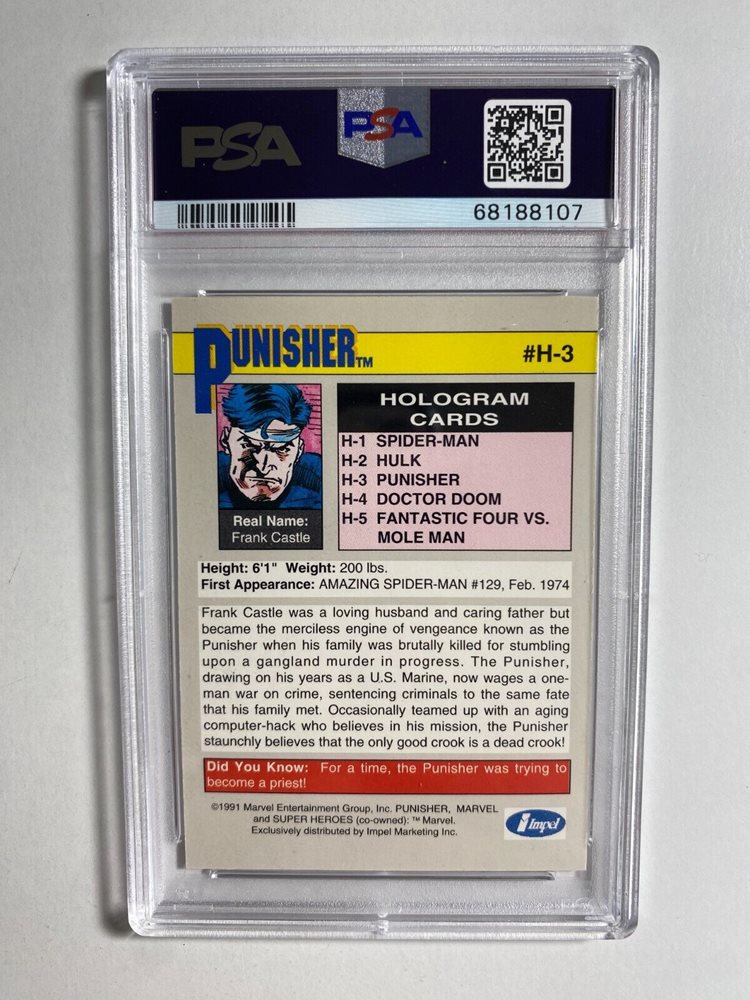 PSA
PSA
68188107
PUNISHER™
#H-3
HOLOGRAM
CARDS
H-1 SPIDER-MAN
H-2 HULK
H-3 PUNISHER
H-4 DOCTOR DOOM
H-5 FANTASTIC FOUR VS.
MOLE MAN
Real Name:
Frank Castle
Height: 6'1" Weight: 200 lbs.
First Appearance: AMAZING SPIDER-MAN #129, Feb. 1974
Frank Castle was a loving husband and caring father but
became the merciless engine of vengeance known as the
Punisher when his family was brutally killed for stumbling
upon a gangland murder in progress. The Punisher,
drawing on his years as a U.S. Marine, now wages a one-
man war on crime, sentencing criminals to the same fate
that his family met. Occasionally teamed up with an aging
computer-hack who believes in his mission, the Punisher
staunchly believes that the only good crook is a dead crook!
Did You Know: For a time, the Punisher was trying to
become a priest!
©1991 Marvel Entertainment Group, Inc. PUNISHER, MARVEL
and SUPER HEROES (co-owned): ™ Marvel.
Exclusively distributed by Impel Marketing Inc.
Impel